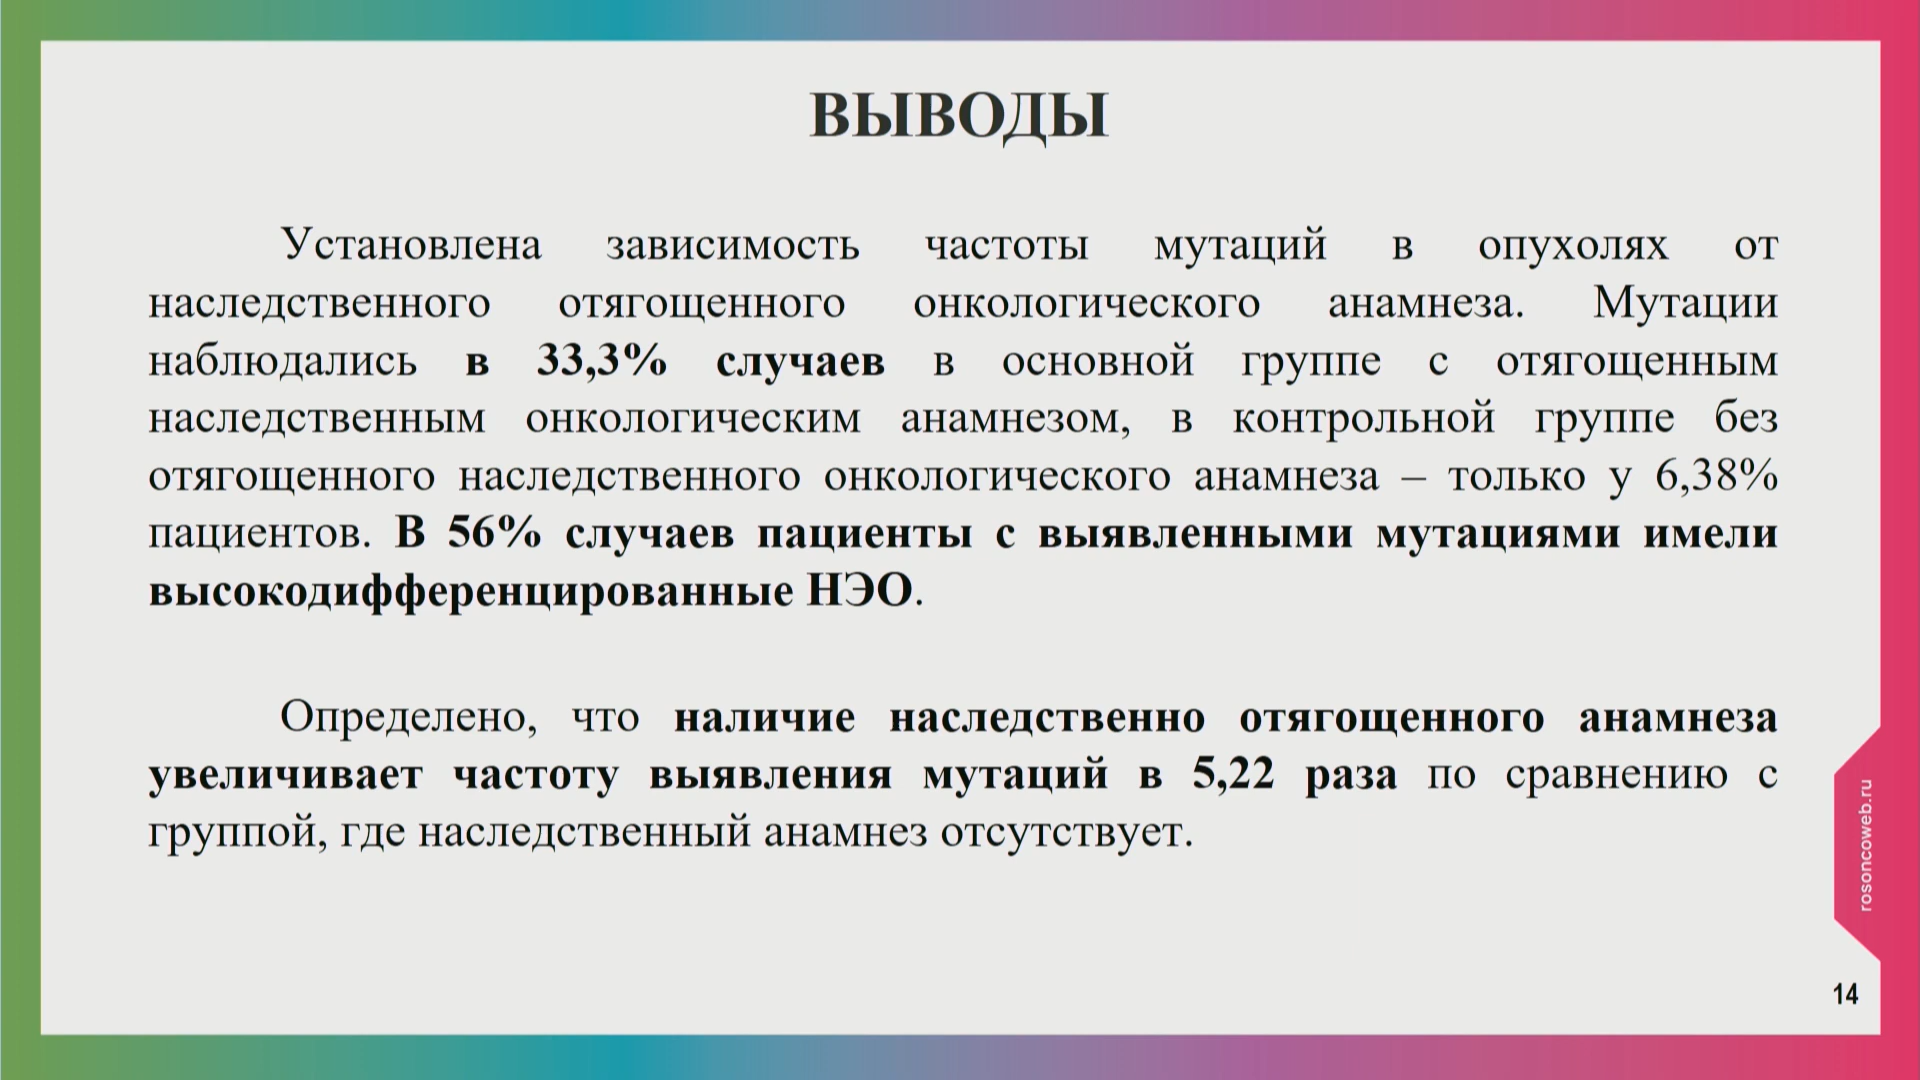 ВЫВОДЫ
Установлена зависимость частоты мутаций в опухолях от
наследственного отягощенного онкологического анамнеза. Мутации
наблюдались в 33,3% случаев в основной группе с отягощенным
наследственным онкологическим анамнезом, в контрольной группе без
отягощенного наследственного онкологического анамнеза – только у 6,38%
пациентов. В 56% случаев пациенты с выявленными мутациями имели
высокодифференцированные НЭО.
Определено, что наличие наследственно отягощенного анамнеза
увеличивает частоту выявления мутаций в 5,22 раза по сравнению с
группой, где наследственный анамнез отсутствует.
rosoncoweb.ru
14